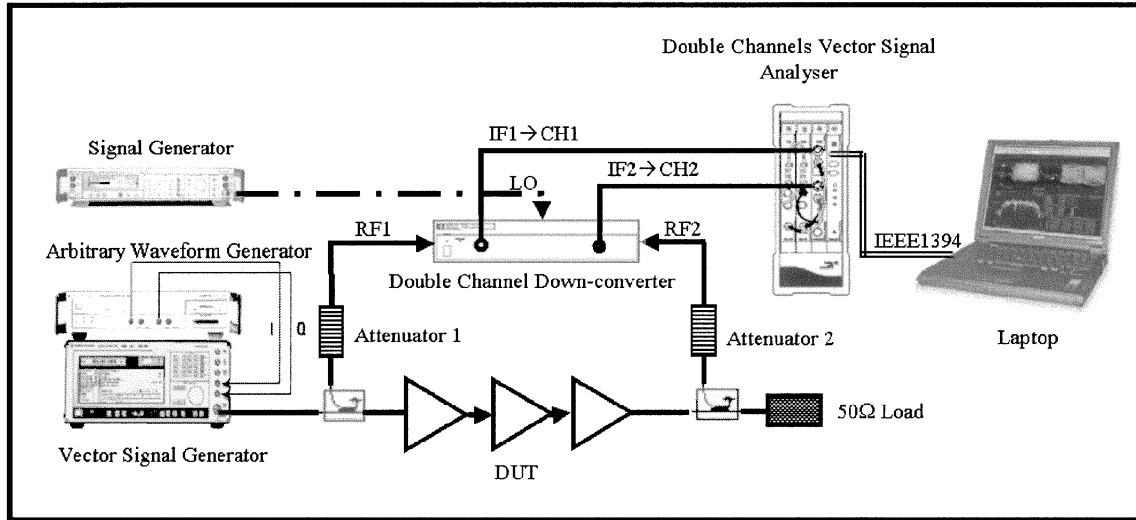 Double Channels Vector Signal
Analyser
IF1→CH1
Signal Generator
IF2→CH2
LO
RF1
RF2
IEEE1394
Arbitrary Waveform Generator
Double Channel Down-converter
I Q
Attenuator 1
Attenuator 2
Laptop
50Ω Load
Vector Signal Generator
DUT